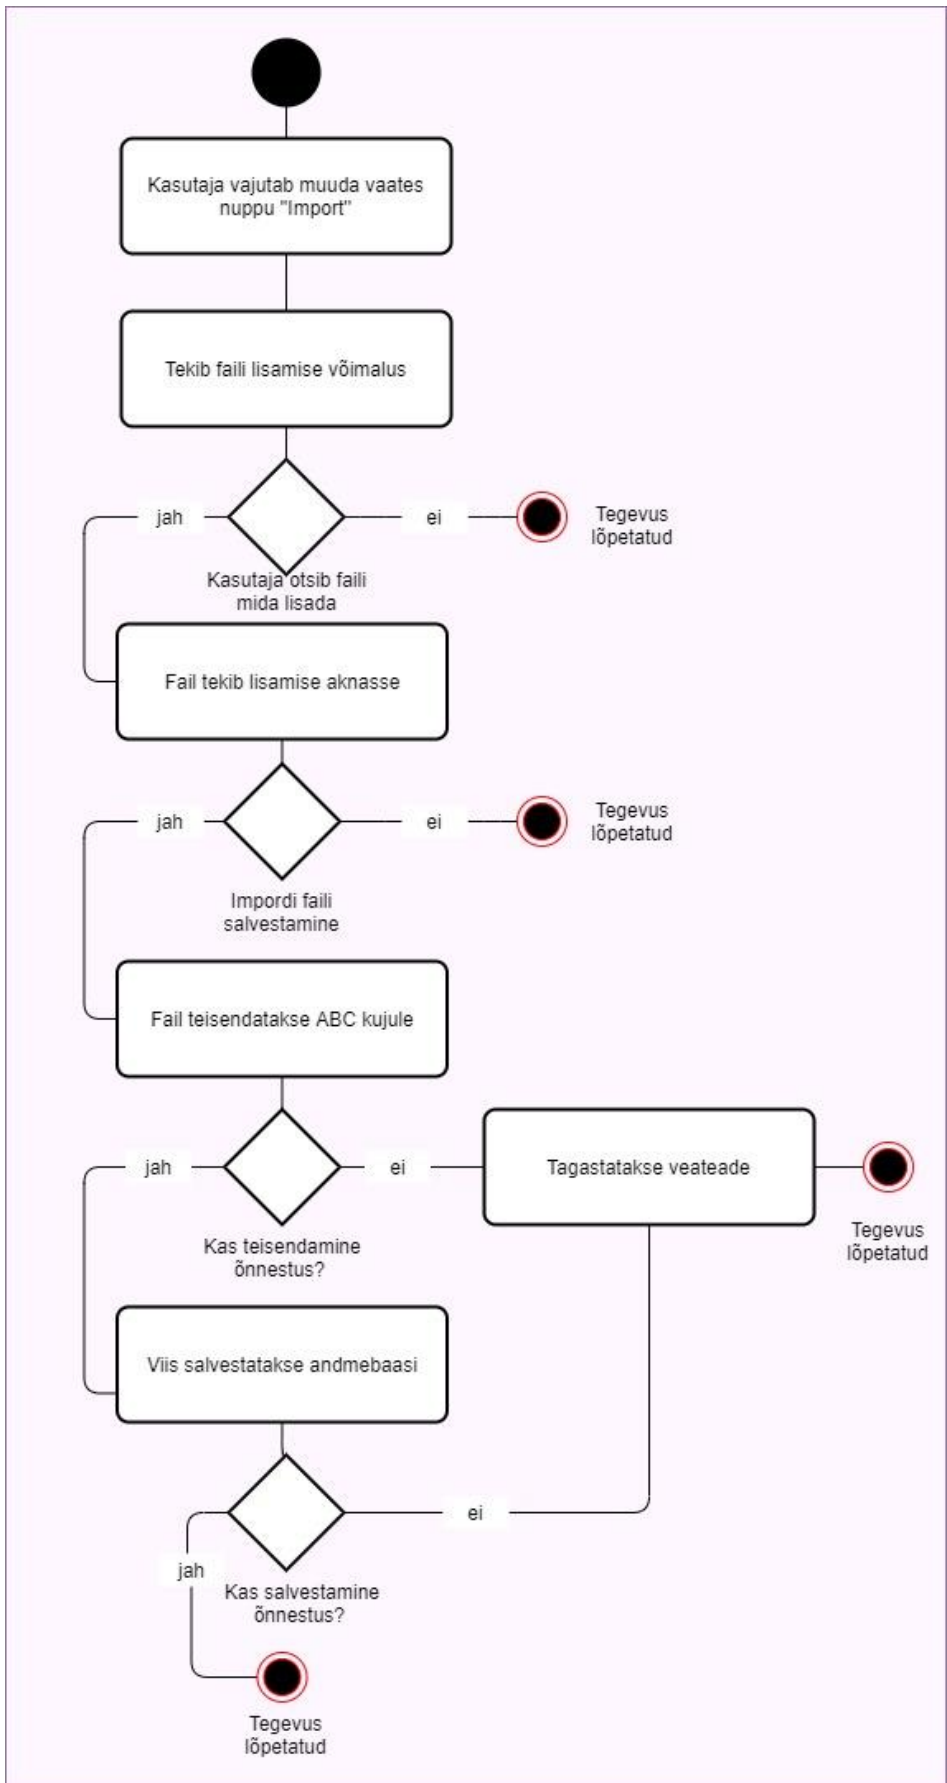 Kasutaja vajutab muuda vaates
nuppu "Import"
Tekib faili lisamise võimalus
jah
ei
Tegevus
lõpetatud
Kasutaja otsib faili
mida lisada
Fail tekib lisamise aknasse
jah
ei
Tegevus
lõpetatud
Impordi faili
salvestamine
Fail teisendatakse ABC kujule
jah
ei
Tagastatakse veateade
Tegevus
lõpetatud
Kas teisendamine
õnnestus?
Viis salvestatakse andmebaasi
ei
jah
Kas salvestamine
õnnestus?
Tegevus
lõpetatud